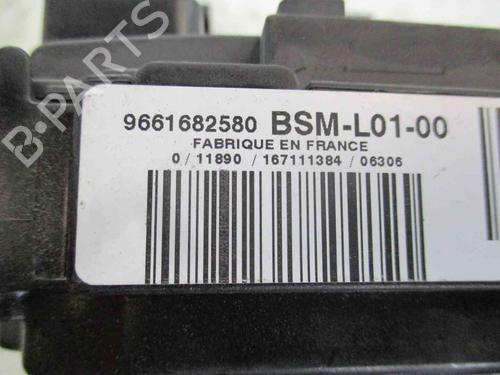 B-PARTS
9661682580 BSM-L01-00
FABRIQUE EN FRANCE
0/11890/167111384/06306